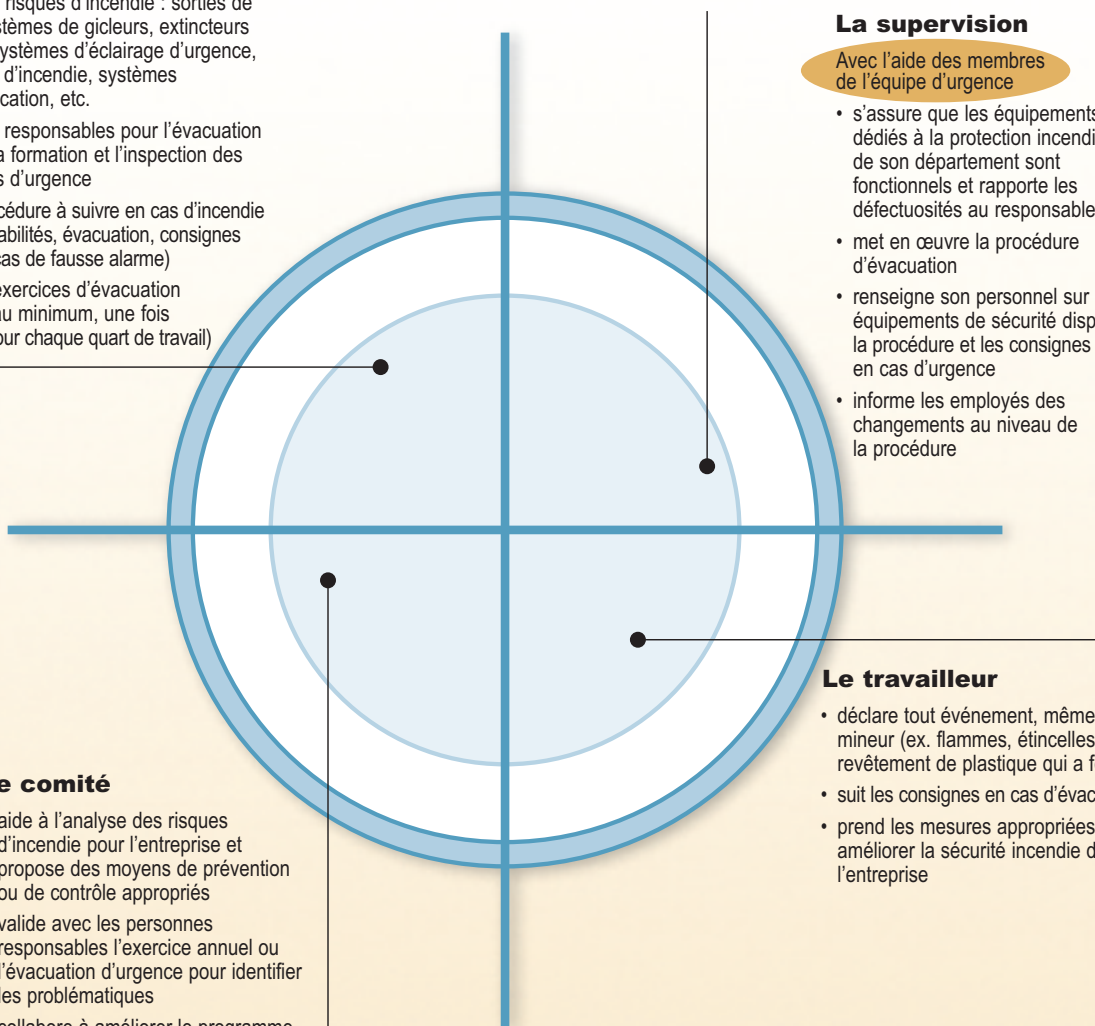 risques d'incendie : sorties de
stèmes de gicleurs, extincteurs
ystèmes d'éclairage d'urgence,
d'incendie, systèmes
cation, etc.
responsables pour l'évacuation
a formation et l'inspection des
s d'urgence
cédure à suivre en cas d'incendie
abilités, évacuation, consignes
cas de fausse alarme)
exercices d'évacuation
au minimum, une fois
our chaque quart de travail)
La supervision
Avec l'aide des membres
de l'équipe d'urgence
• s'assure que les équipements
dédiés à la protection incendi
de son département sont
fonctionnels et rapporte les
défectuosités au responsable
• met en œuvre la procédure
d'évacuation
• renseigne son personnel sur
équipements de sécurité disp
la procédure et les consignes
en cas d'urgence
• informe les employés des
changements au niveau de
la procédure
Le travailleur
• déclare tout événement, même
mineur (ex. flammes, étincelles
revêtement de plastique qui a f
• suit les consignes en cas d'évac
• prend les mesures appropriées
améliorer la sécurité incendie d
l'entreprise
e comité
aide à l'analyse des risques
d'incendie pour l'entreprise et
propose des moyens de prévention
ou de contrôle appropriés
valide avec les personnes
responsables l'exercice annuel ou
l'évacuation d'urgence pour identifier
les problématiques
collabore à améliorer le programme